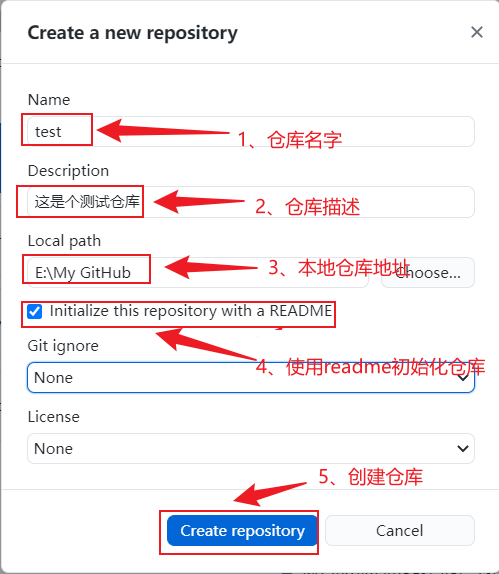 Create a new repository
Name
test
1、仓库名字
Description
这是个测试仓库
2、仓库描述
Local path
E:\My GitHub
Choose...
3、本地仓库地址
Initialize this repository with a README
Git ignore
4、使用readme初始化仓库
None
License
None
5、创建仓库
Create repository
Cancel